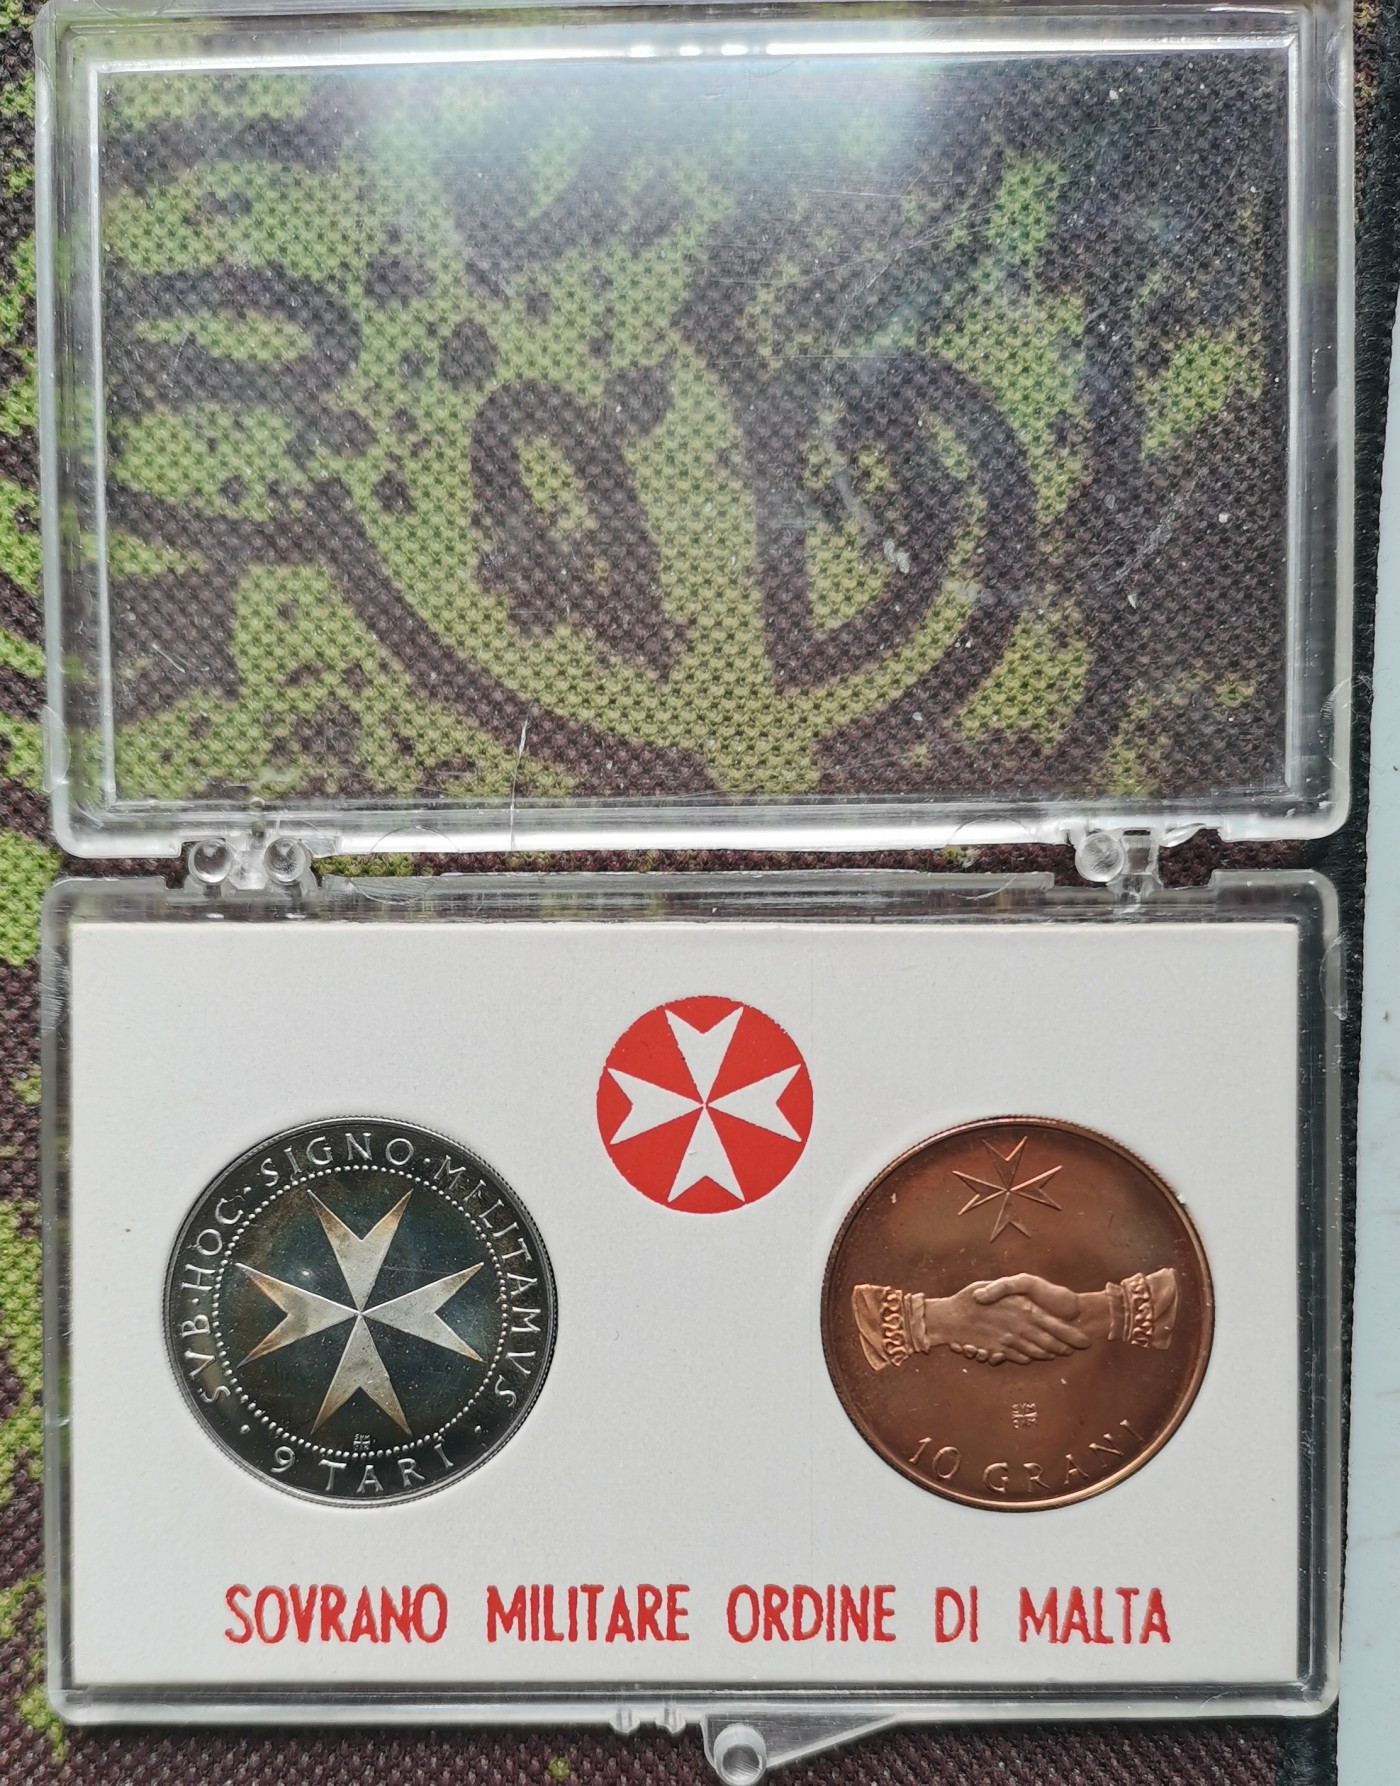 SVB·HOC·SIGNO·MILITAMVS
· 9 TARI ·
10 GRANI
SOVRANO MILITARE ORDINE DI MALTA